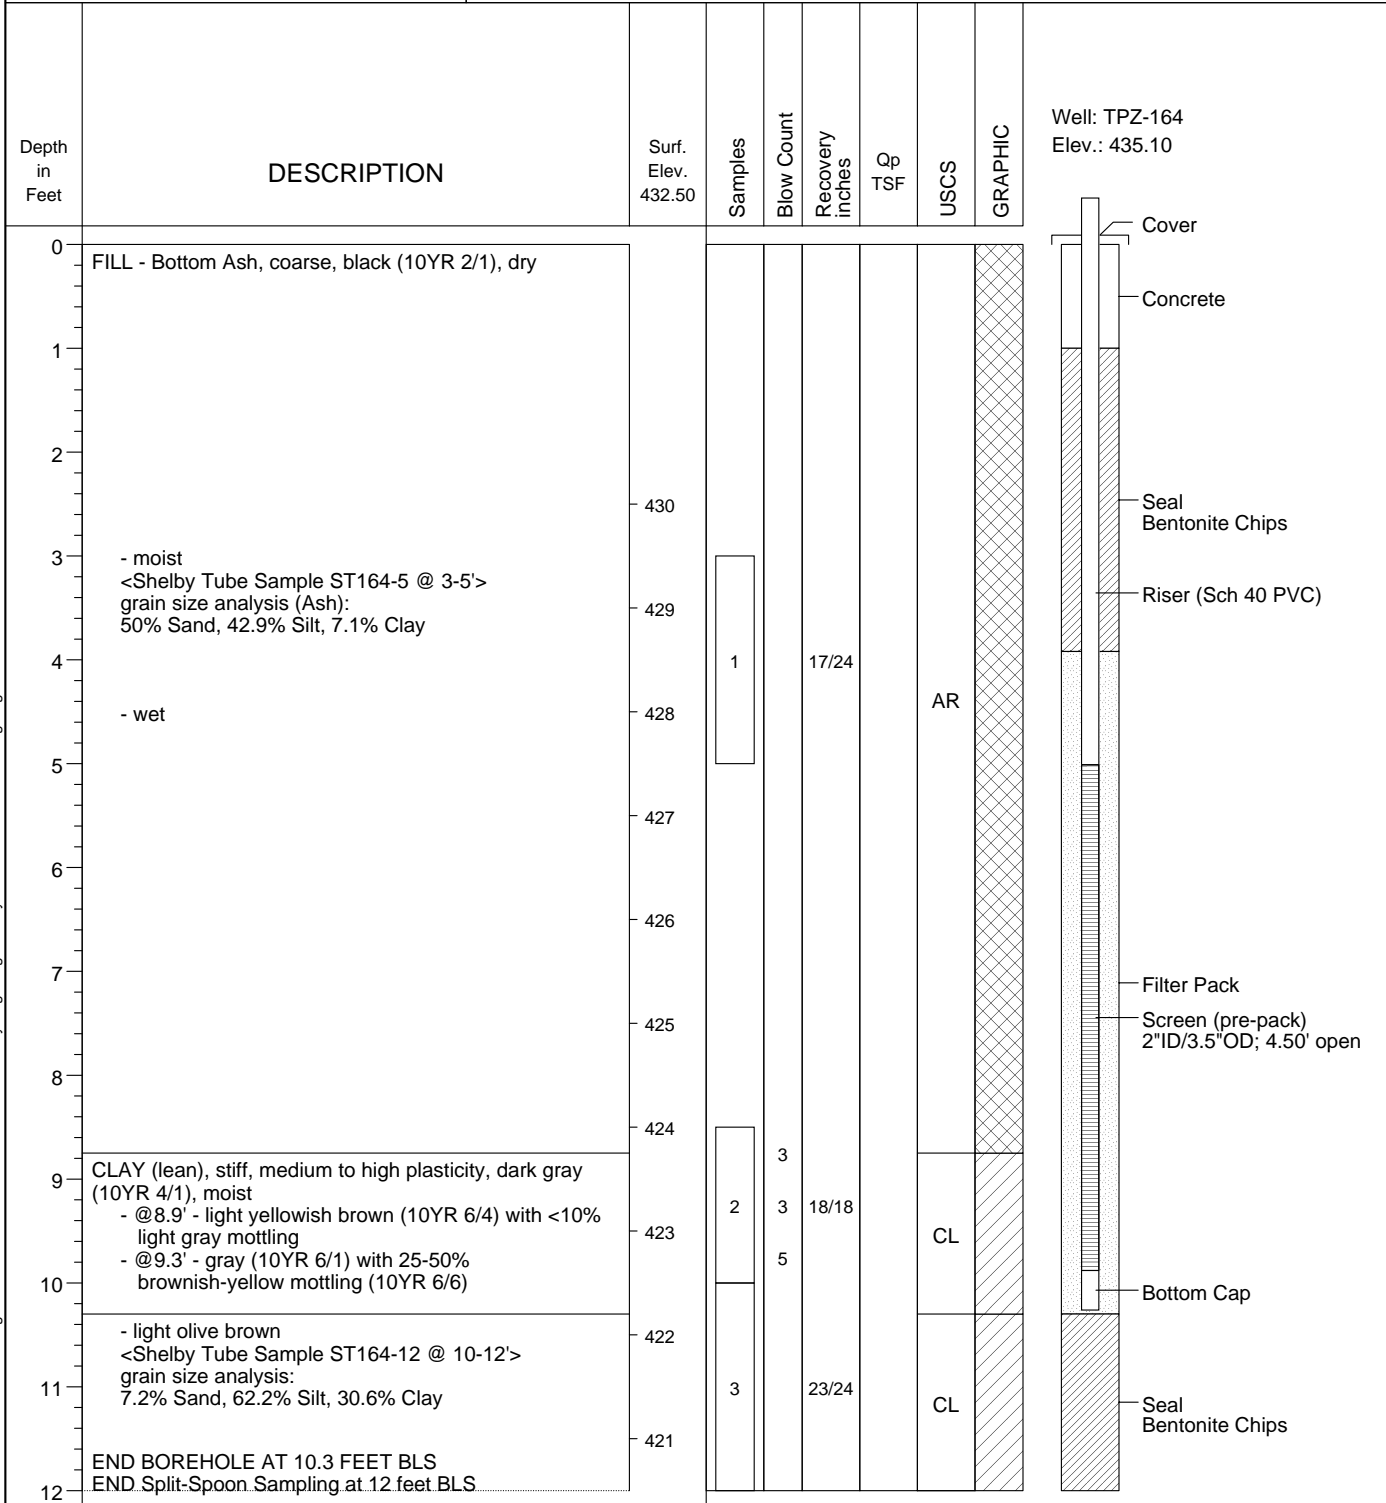 Depth
in
Feet
DESCRIPTION
Surf.
Elev.
432.50
Samples
Blow Count
Recovery
inches
Qp
TSF
USCS
GRAPHIC
Well: TPZ-164
Elev.: 435.10
Cover
0
FILL - Bottom Ash, coarse, black (10YR 2/1), dry
Concrete
1
2
430
Seal
Bentonite Chips
3
- moist
<Shelby Tube Sample ST164-5 @ 3-5'>
grain size analysis (Ash):
50% Sand, 42.9% Silt, 7.1% Clay
429
Riser (Sch 40 PVC)
4
1
17/24
- wet
428
AR
5
427
6
426
7
Filter Pack
Screen (pre-pack)
2"ID/3.5"OD; 4.50' open
425
8
424
3
9
CLAY (lean), stiff, medium to high plasticity, dark gray
(10YR 4/1), moist
- @8.9' - light yellowish brown (10YR 6/4) with <10%
light gray mottling
- @9.3' - gray (10YR 6/1) with 25-50%
brownish-yellow mottling (10YR 6/6)
2
3
18/18
423
CL
5
10
Bottom Cap
- light olive brown
<Shelby Tube Sample ST164-12 @ 10-12'>
grain size analysis:
7.2% Sand, 62.2% Silt, 30.6% Clay
422
11
3
23/24
CL
Seal
Bentonite Chips
421
END BOREHOLE AT 10.3 FEET BLS
END Split-Spoon Sampling at 12 feet BLS
12